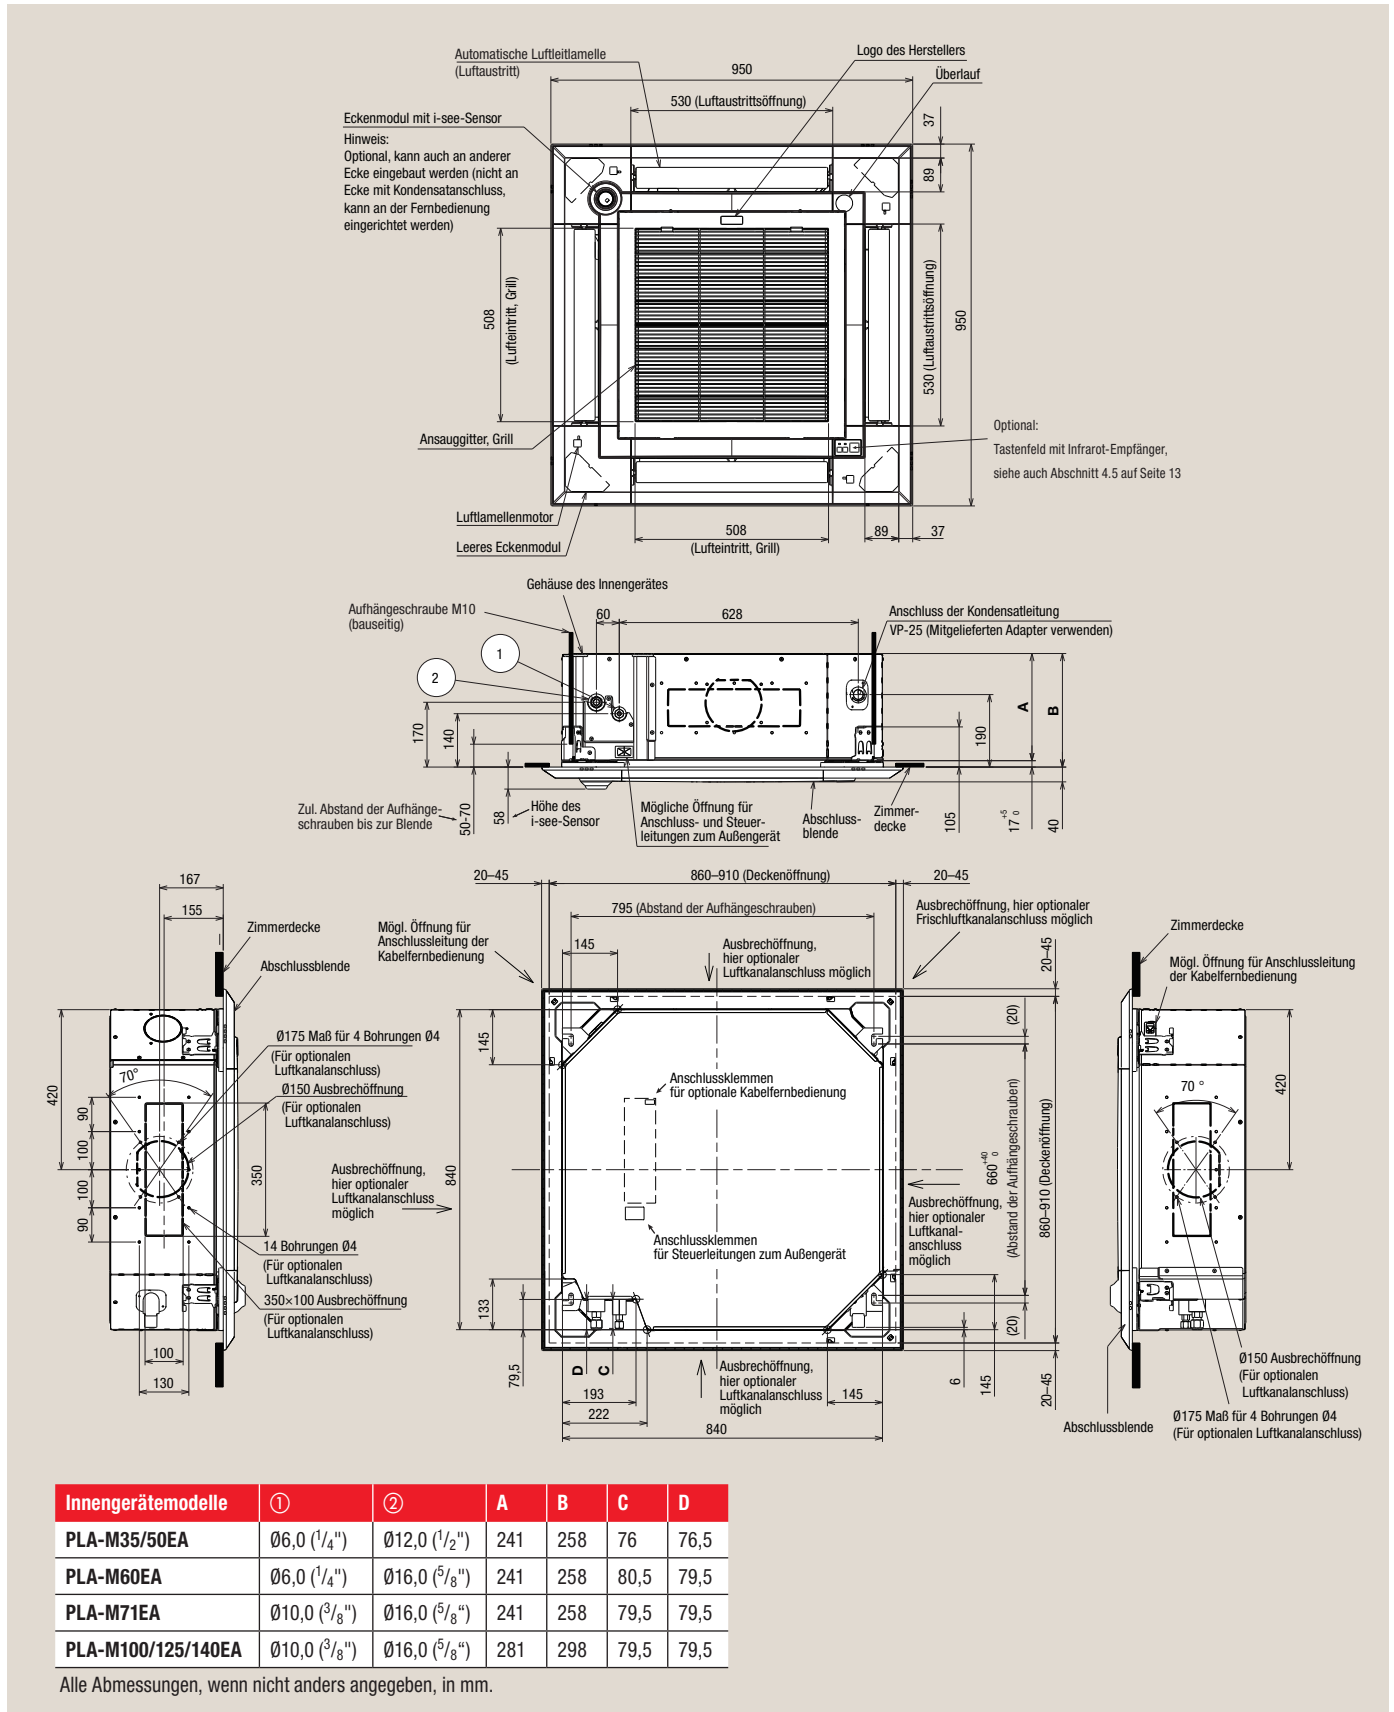 Automatische Luftleitlamelle
(Luftaustritt)
Logo des Herstellers
950
Überlauf
530 (Luftaustrittsöffnung)
37
Eckenmodul mit i-see-Sensor
Hinweis:
Optional, kann auch an anderer
Ecke eingebaut werden (nicht an
Ecke mit Kondensatanschluss,
kann an der Fernbedienung
eingerichtet werden)
89
508
(Lufteintritt, Grill)
530 (Luftaustrittsöffnung)
950
Ansauggitter, Grill
Optional:
Tastenfeld mit Infrarot-Empfänger,
siehe auch Abschnitt 4.5 auf Seite 13
Luftlamellenmotor
Leeres Eckenmodul
508
(Lufteintritt, Grill)
89
37
Gehäuse des Innengerätes
Aufhängeschraube M10
(bauseitig)
60
628
Anschluss der Kondensatleitung
VP-25 (Mitgelieferten Adapter verwenden)
1
2
170
140
190
A
B
Zul. Abstand der Aufhänge-
schrauben bis zur Blende
50-70
58
Höhe des
i-see-Sensor
Mögliche Öffnung für
Anschluss- und Steuer-
leitungen zum Außengerät
Abschluss-
blende
Zimmer-
decke
105
17 +5 0
40
20–45
860–910 (Deckenöffnung)
20–45
167
155
Zimmerdecke
Abschlussblende
Mögl. Öffnung für
Anschlussleitung der
Kabelfernbedienung
795 (Abstand der Aufhängeschrauben)
145
Ausbrechöffnung,
hier optionaler
Luftkanalanschluss möglich
Ausbrechöffnung, hier optionaler
Frischluftkanalanschluss möglich
20–45
Zimmerdecke
Mögl. Öffnung für Anschlussleitung
der Kabelfernbedienung
420
70°
90
100
100
90
350
Ø175 Maß für 4 Bohrungen Ø4
(Für optionalen
Luftkanalanschluss)
Ø150 Ausbrechöffnung
(Für optionalen
Luftkanalanschluss)
Ausbrechöffnung,
hier optionaler
Luftkanalanschluss
möglich
14 Bohrungen Ø4
(Für optionalen
Luftkanalanschluss)
350×100 Ausbrechöffnung
(Für optionalen
Luftkanalanschluss)
100
130
145
840
133
79,5
Anschlussklemmen
für optionale Kabelfernbedienung
Anschlussklemmen
für Steuerleitungen zum Außengerät
(20)
660 +40 0
(Abstand der Aufhängeschrauben)
860–910 (Deckenöffnung)
Ausbrechöffnung,
hier optionaler
Luftkanal-
anschluss
möglich
(20)
D
C
193
222
840
Ausbrechöffnung,
hier optionaler
Luftkanalanschluss
möglich
145
6
145
20–45
70 °
420
Ø150 Ausbrechöffnung
(Für optionalen
Luftkanalanschluss)
Abschlussblende
Ø175 Maß für 4 Bohrungen Ø4
(Für optionalen Luftkanalanschluss)
Innengerätemodelle ① ② A B C D
PLA-M35/50EA Ø6,0 (1/4") Ø12,0 (1/2") 241 258 76 76,5
PLA-M60EA Ø6,0 (1/4") Ø16,0 (5/8") 241 258 80,5 79,5
PLA-M71EA Ø10,0 (3/8") Ø16,0 (5/8“) 241 258 79,5 79,5
PLA-M100/125/140EA Ø10,0 (3/8") Ø16,0 (5/8“) 281 298 79,5 79,5
Alle Abmessungen, wenn nicht anders angegeben, in mm.